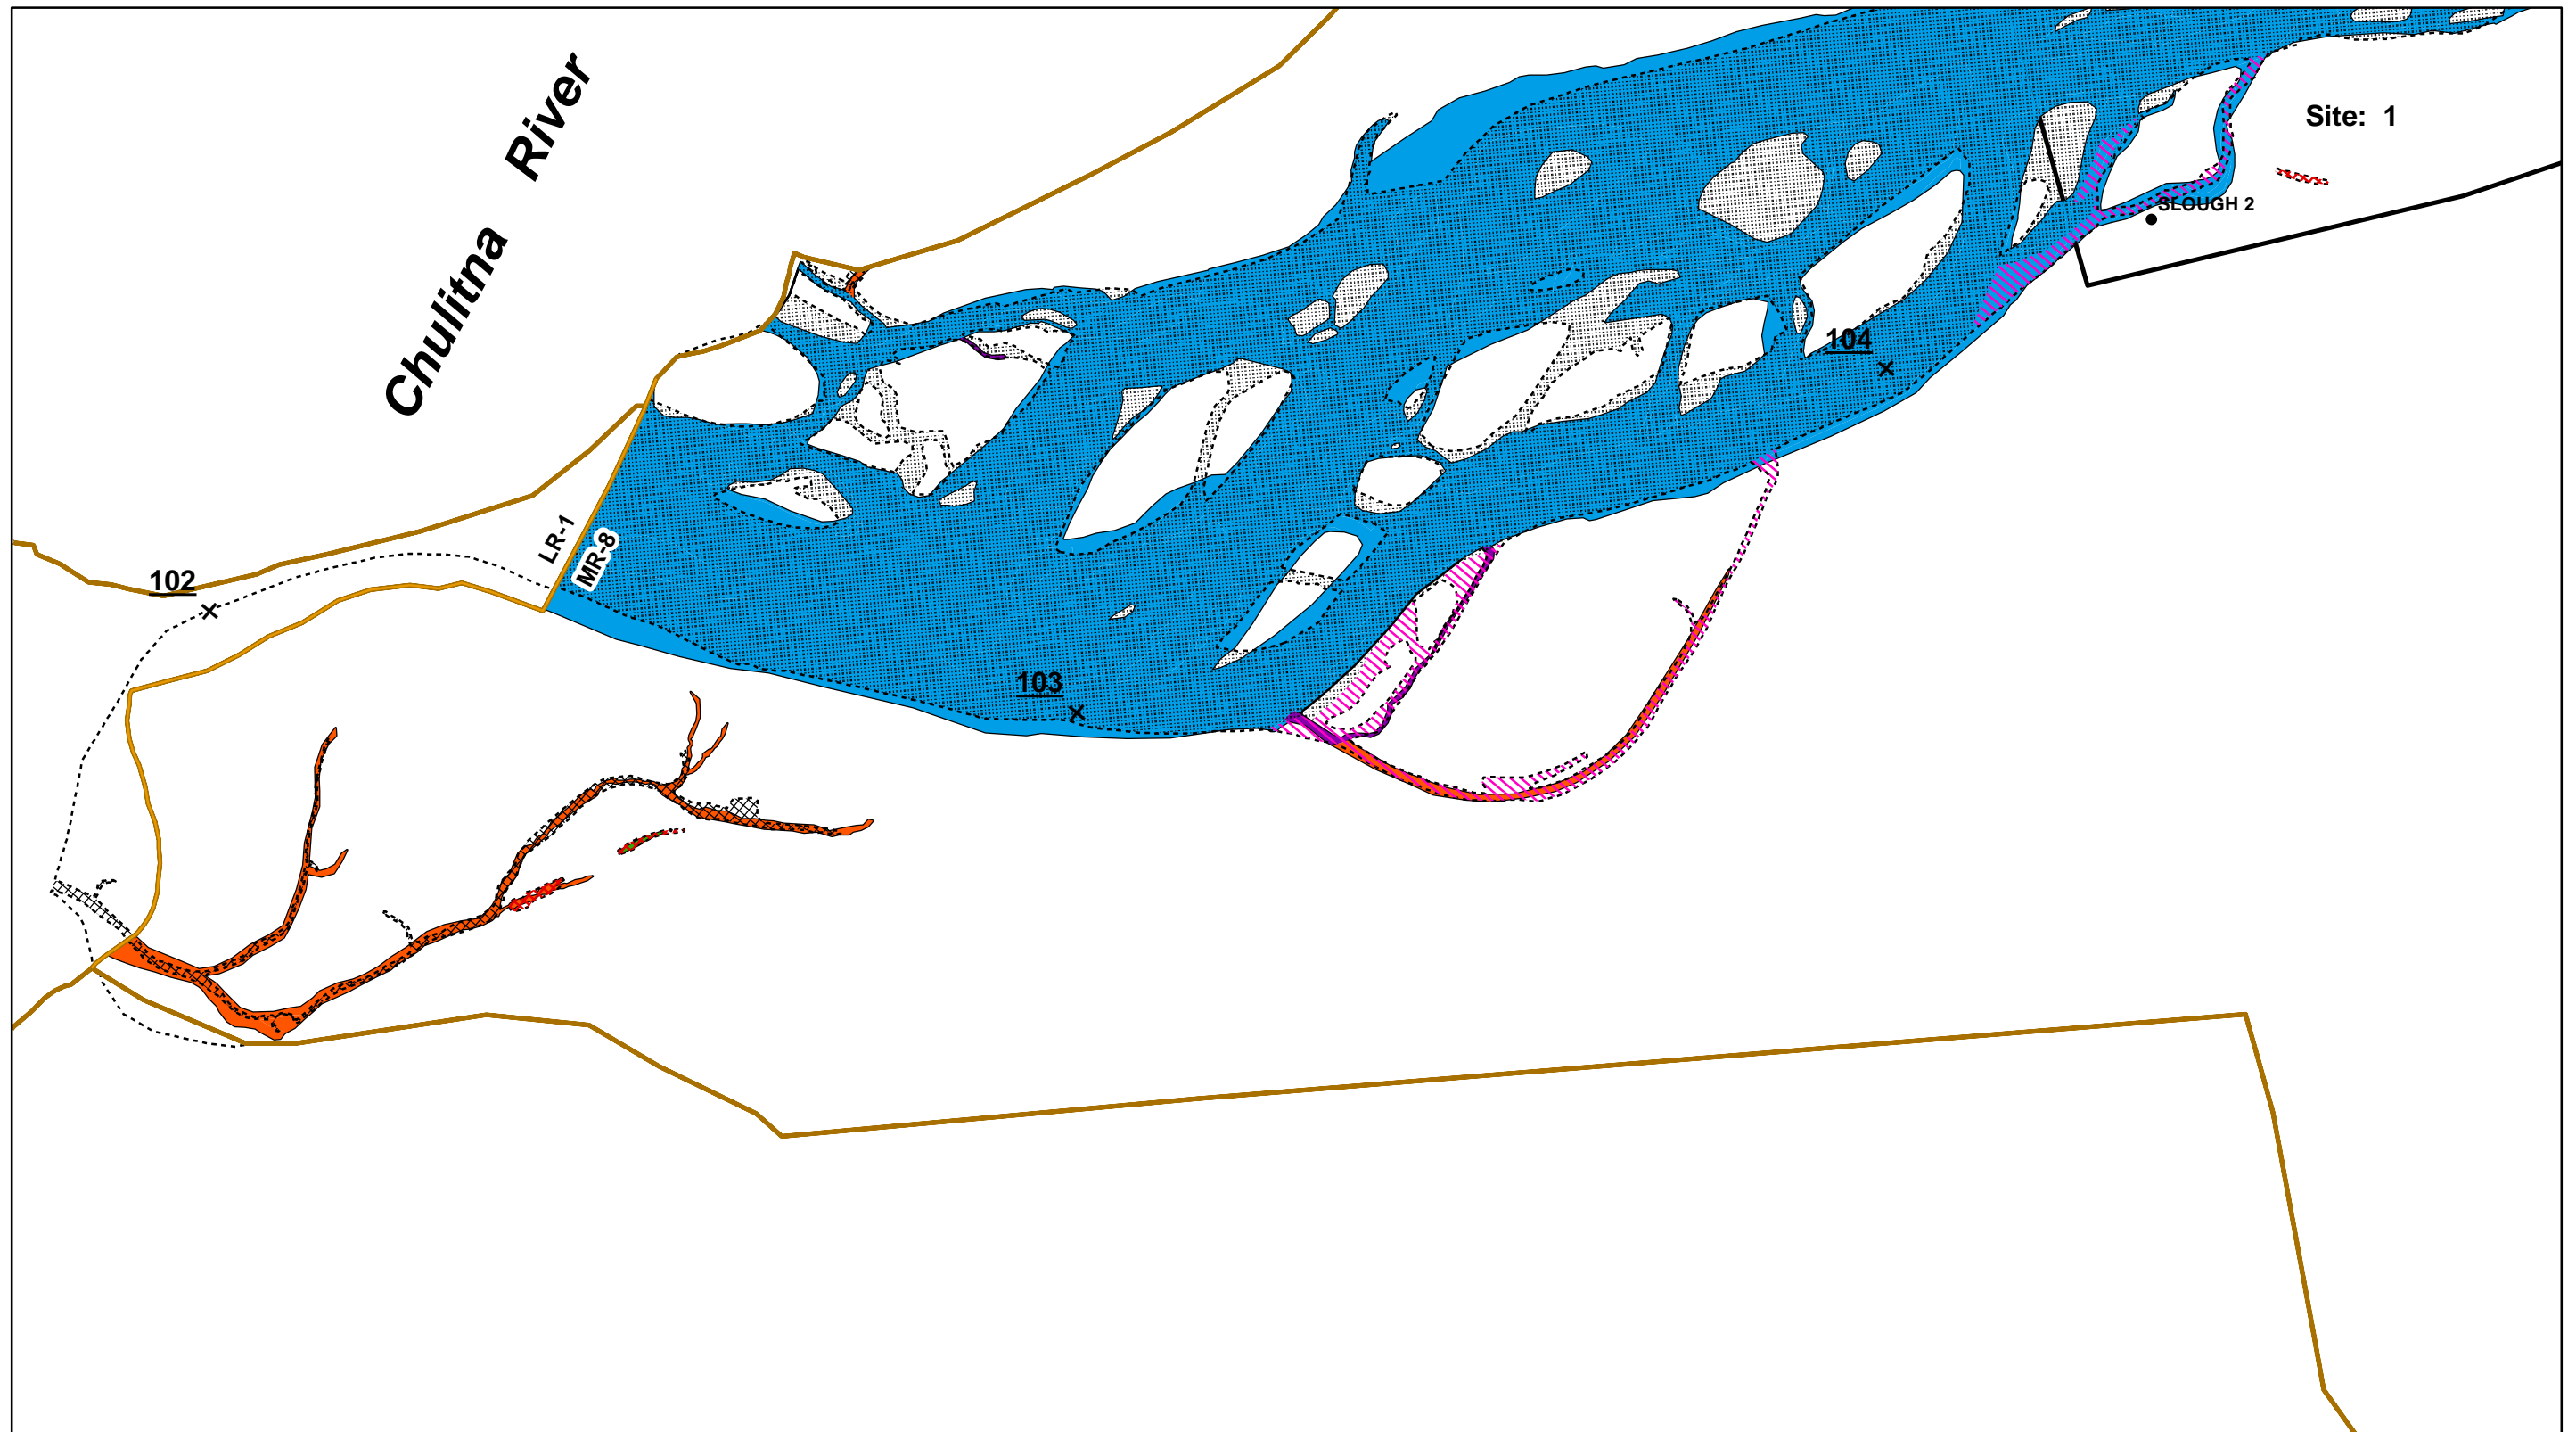 Chulitna River
Site: 1
SLOUGH 2
104
LR-1
MR-8
102
103